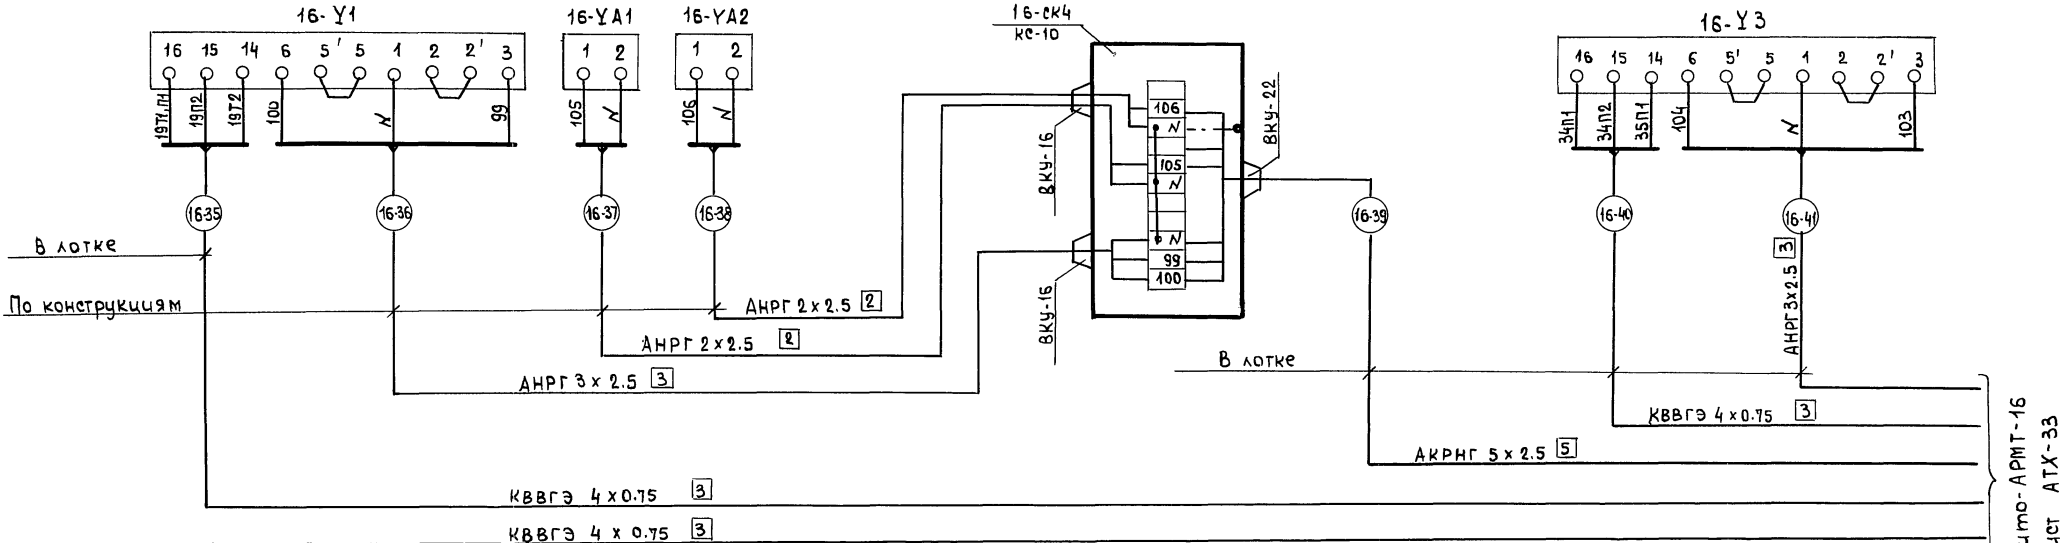 16-Y1
16 15 14 6 5' 5 1 2 2' 3
19Т1,П1
19П2
19Т2
100
N
99
16-YA1
1 2
105
N
16-YA2
1 2
106
N
16-СК4
КС-10
106
N
105
N
N
99
100
ВКУ-16
ВКУ-16
ВКУ-22
16-Y3
16 15 14 6 5' 5 1 2 2' 3
34П1
34П2
35П1
104
N
103
16-35
16-36
16-37
16-38
16-39
16-40
16-41
В лотке
По конструкциям
АНРГ 2×2.5 2
АНРГ 2×2.5 2
АНРГ 3×2.5 3
АНРГ 3×2.5 3
В лотке
КВВГЭ 4×0.75 3
АКРНГ 5×2.5 5
КВВГЭ 4×0.75 3
КВВГЭ 4×0.75 3
АРМТ-16
АТХ-33